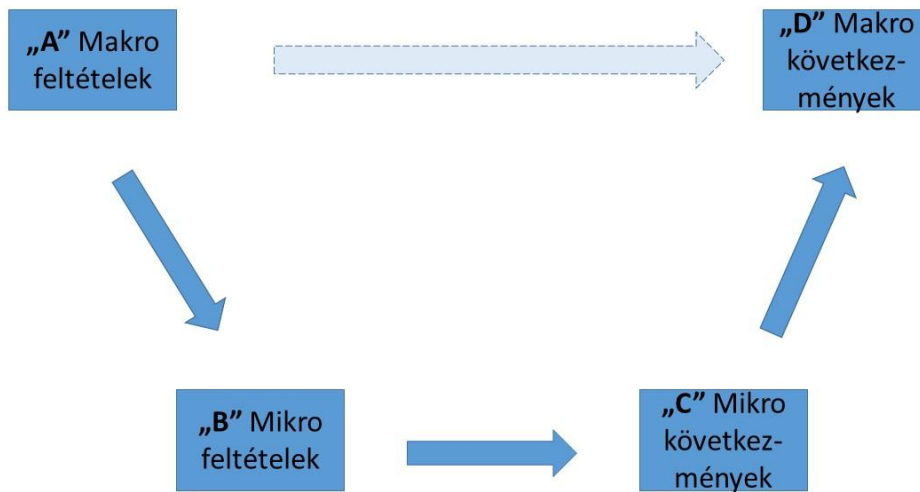 „A” Makro
feltételek
„D” Makro
következ-
mények
„B” Mikro
feltételek
„C” Mikro
következ-
mények